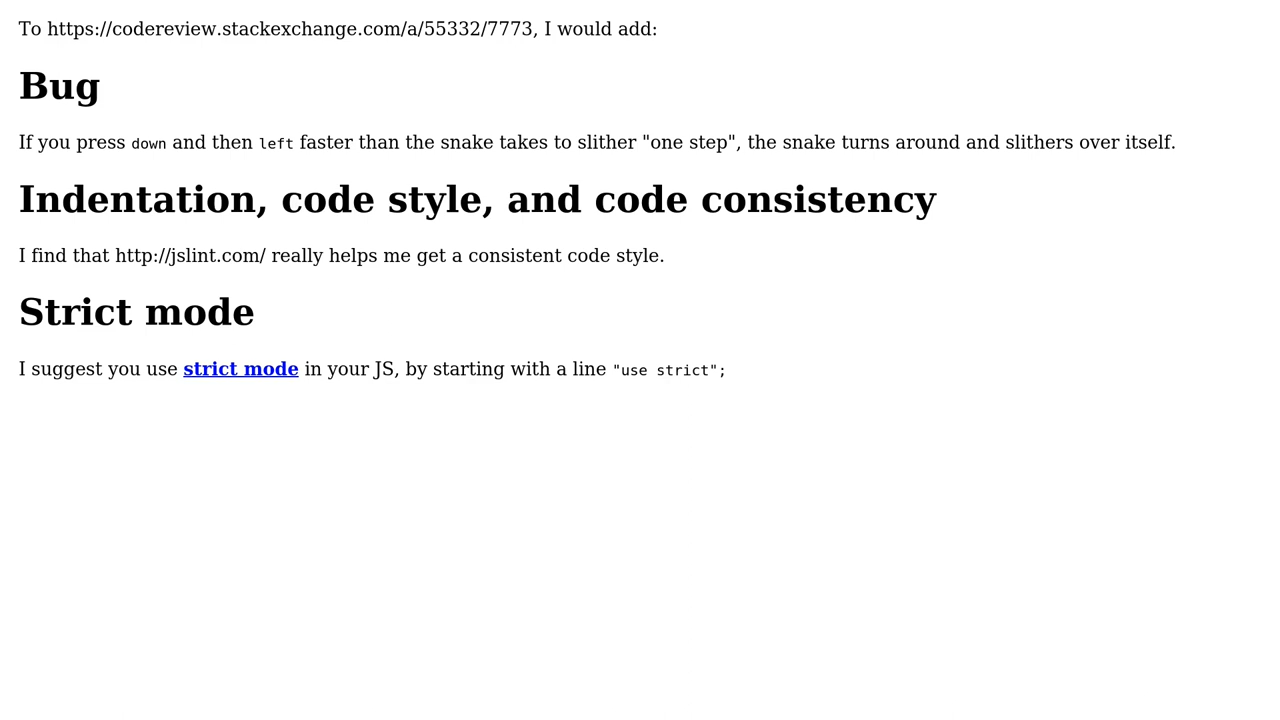 To https://codereview.stackexchange.com/a/55332/7773, I would add:
Bug
If you press down and then left faster than the snake takes to slither "one step", the snake turns around and slithers over itself.
Indentation, code style, and code consistency
I find that http://jslint.com/ really helps me get a consistent code style.
Strict mode
I suggest you use strict mode in your JS, by starting with a line "use strict";